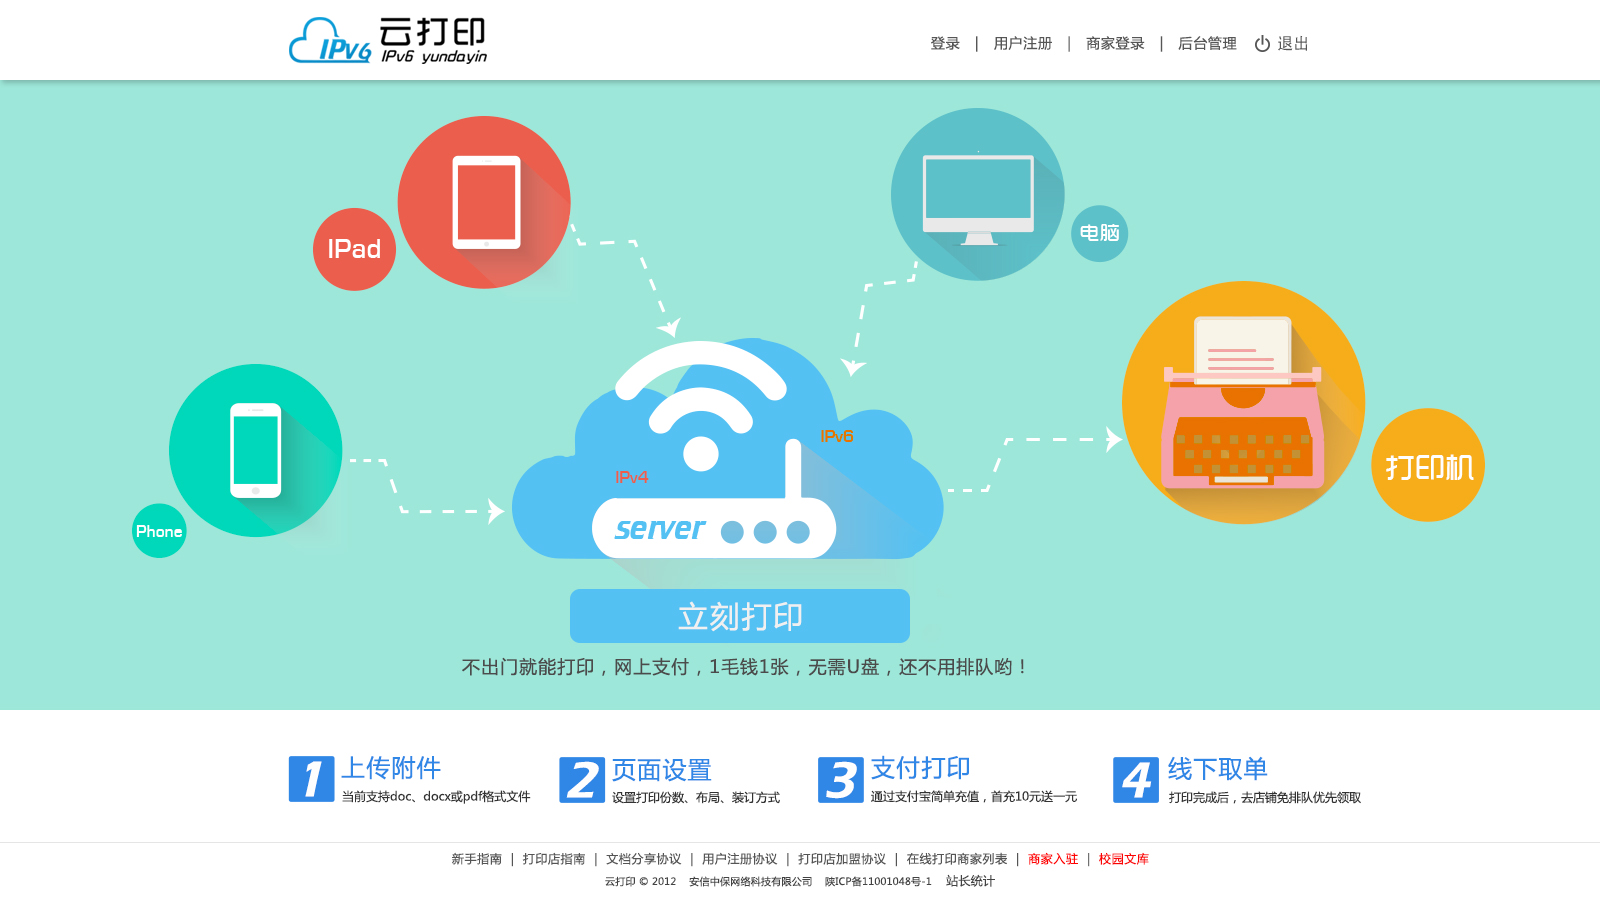 IPv6 云打印
IPv6 yundayin
登录 | 用户注册 | 商家登录 | 后台管理 退出
IPad
电脑
IPv6
IPv4
打印机
Phone
server
立刻打印
不出门就能打印，网上支付，1毛钱1张，无需U盘，还不用排队哟！
1 上传附件
当前支持doc、docx或pdf格式文件
2 页面设置
设置打印份数、布局、装订方式
3 支付打印
通过支付宝简单充值，首充10元送一元
4 线下取单
打印完成后，去店铺免排队优先领取
新手指南 | 打印店指南 | 文档分享协议 | 用户注册协议 | 打印店加盟协议 | 在线打印商家列表 | 商家入驻 | 校园文库
云打印 © 2012 安信中保网络科技有限公司 陕ICP备11001048号-1 站长统计